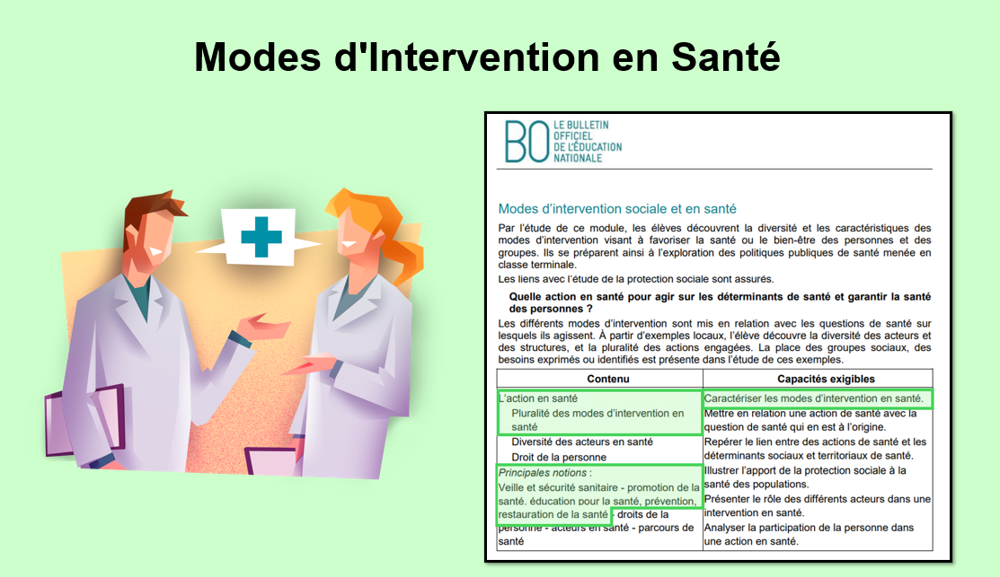 Modes d'Intervention en Santé
BO
LE BULLETIN
OFFICIEL
DE L'ÉDUCATION
NATIONALE
Modes d'intervention sociale et en santé
Par l'étude de ce module, les élèves découvrent la diversité et les caractéristiques des
modes d'intervention visant à favoriser la santé ou le bien-être des personnes et des
groupes. Ils se préparent ainsi à l'exploration des politiques publiques de santé menée en
classe terminale.
Les liens avec l'étude de la protection sociale sont assurés.
Quelle action en santé pour agir sur les déterminants de santé et garantir la santé
des personnes ?
Les différents modes d'intervention sont mis en relation avec les questions de santé sur
lesquels ils agissent. À partir d'exemples locaux, l'élève découvre la diversité des acteurs et
des structures, et la pluralité des actions engagées. La place des groupes sociaux, des
besoins exprimés ou identifiés est présente dans l'étude de ces exemples.
Contenu
L'action en santé
Pluralité des modes d'intervention en
santé
Diversité des acteurs en santé
Droit de la personne
Principales notions :
Veille et sécurité sanitaire - promotion de la
santé. éducation pour la santé, prévention,
restauration de la santé - droits de la
personne - acteurs en santé - parcours de
santé
Capacités exigibles
Caractériser les modes d'intervention en santé.
Mettre en relation une action de santé avec la
question de santé qui en est à l'origine.
Repérer le lien entre des actions de santé et les
déterminants sociaux et territoriaux de santé.
Illustrer l'apport de la protection sociale à la
santé des populations.
Présenter le rôle des différents acteurs dans une
intervention en santé.
Analyser la participation de la personne dans
une action en santé.